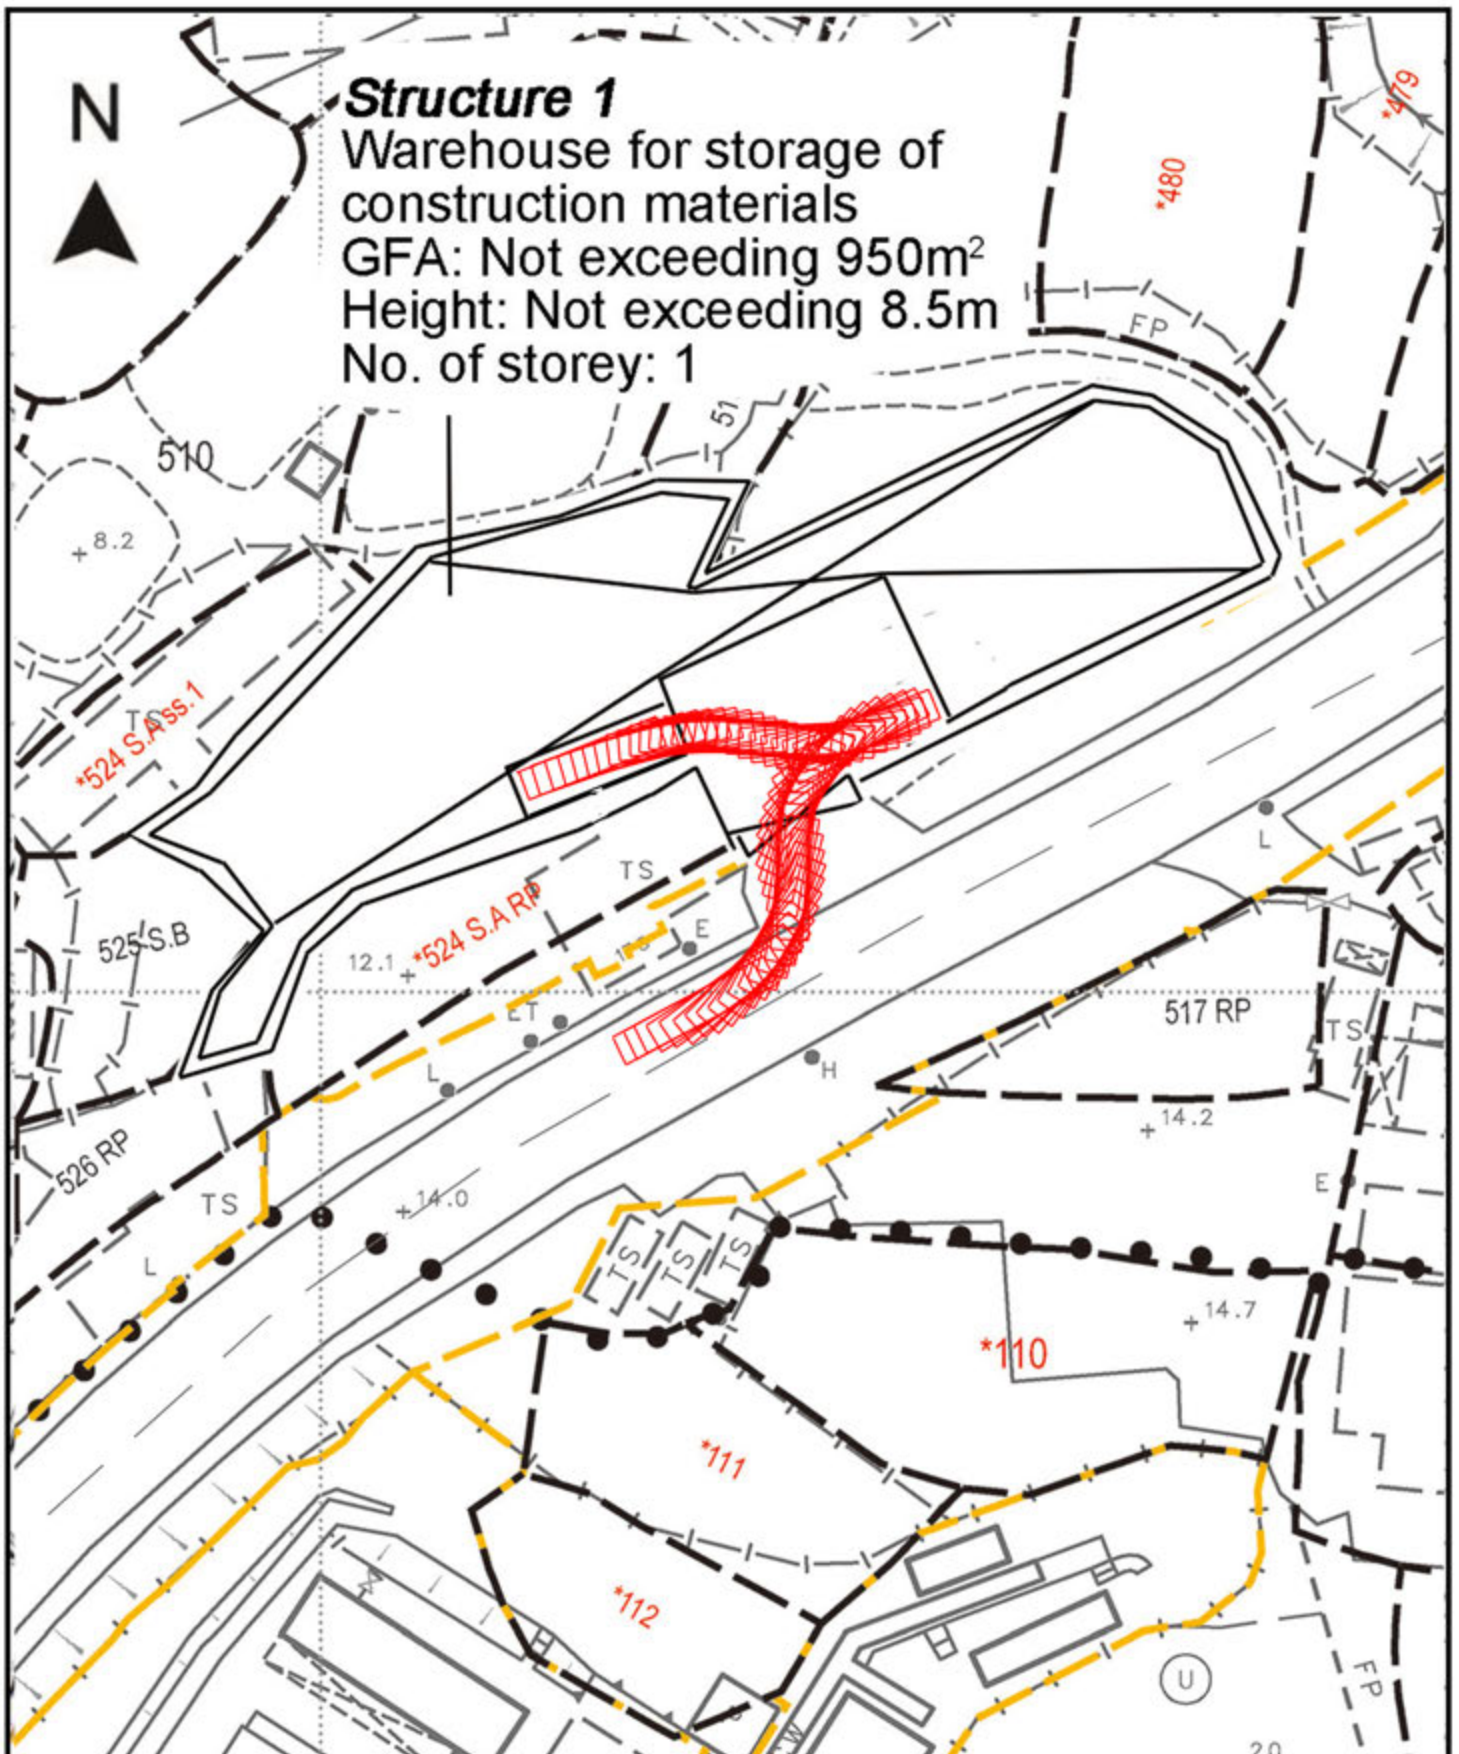 N
Structure 1
Warehouse for storage of
construction materials
GFA: Not exceeding 950m²
Height: Not exceeding 8.5m
No. of storey: 1
*479
*480
FP
51
510
8.2
TS
*524 S.A ss.1
TS
*524 S.A RP
525 S.B
12.1
E
ET
L
L
H
517 RP
TS
14.2
526 RP
TS
14.0
E
L
TS
TS
TS
14.7
*110
*111
*112
U
FP
W